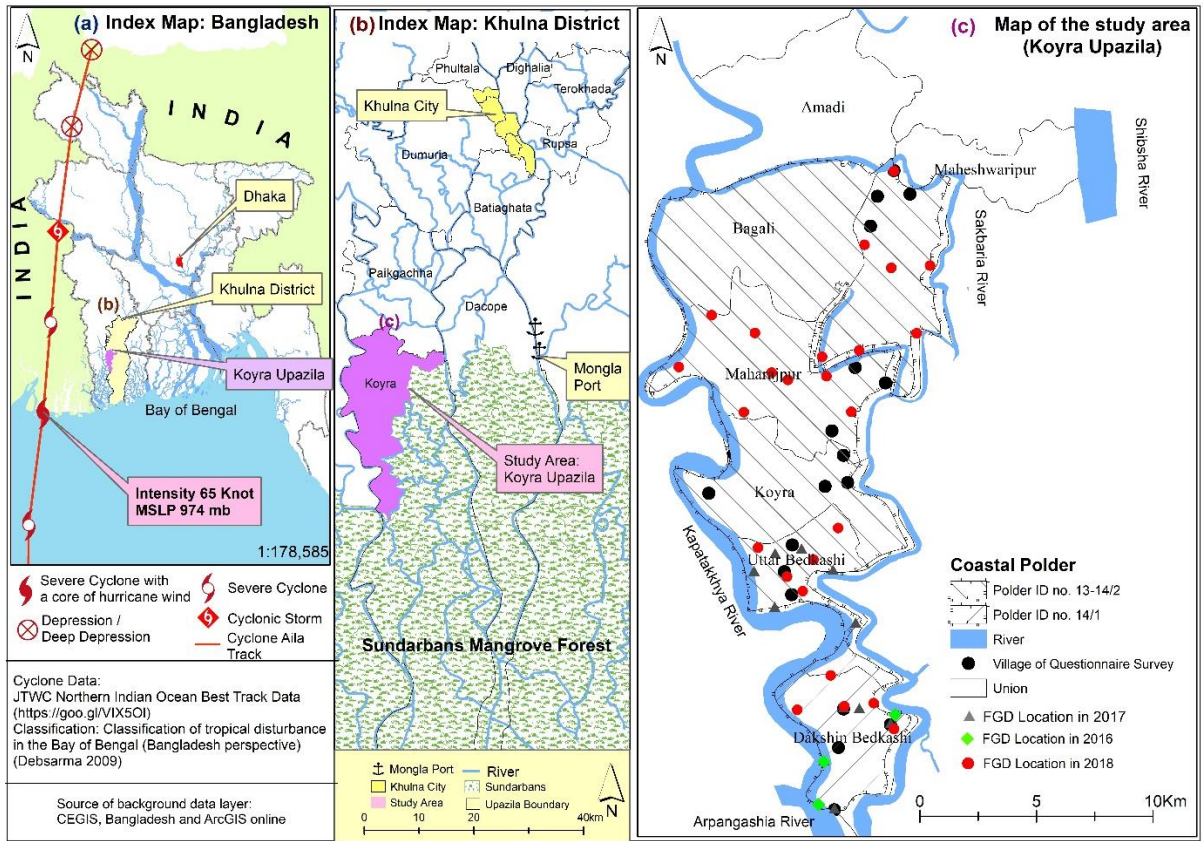 (a) Index Map: Bangladesh
N
I N D I A
I N D I A
Dhaka
Khulna District
(b)
Koyra Upazila
Bay of Bengal
Intensity 65 Knot
MSLP 974 mb
1:178,585
Severe Cyclone with
a core of hurricane wind
Severe Cyclone
Depression /
Deep Depression
Cyclonic Storm
Cyclone Aila
Track
Cyclone Data:
JTWC Northern Indian Ocean Best Track Data
(https://goo.gl/VIX5OI)
Classification: Classification of tropical disturbance
in the Bay of Bengal (Bangladesh perspective)
(Debsarma 2009)
Source of background data layer:
CEGIS, Bangladesh and ArcGIS online
(b) Index Map: Khulna District
N
Phultala
Dighalia
Terokhada
Khulna City
Rupsa
Dumuria
Batiaghata
Paikgachha
Dacope
(c)
Mongla
Port
Koyra
Study Area:
Koyra Upazila
Sundarbans Mangrove Forest
Mongla Port
River
Khulna City
Sundarbans
Study Area
Upazila Boundary
N
0 10 20 40km
(c) Map of the study area
(Koyra Upazila)
N
Amadi
Shibsha River
Maheshwaripur
Bagali
Sakbaria River
Maharajpur
Koyra
Kapatakkhya River
Uttar Bedkashi
Dakshin Bedkashi
Arpangashia River
Coastal Polder
Polder ID no. 13-14/2
Polder ID no. 14/1
River
Village of Questionnaire Survey
Union
FGD Location in 2017
FGD Location in 2016
FGD Location in 2018
0 5 10Km